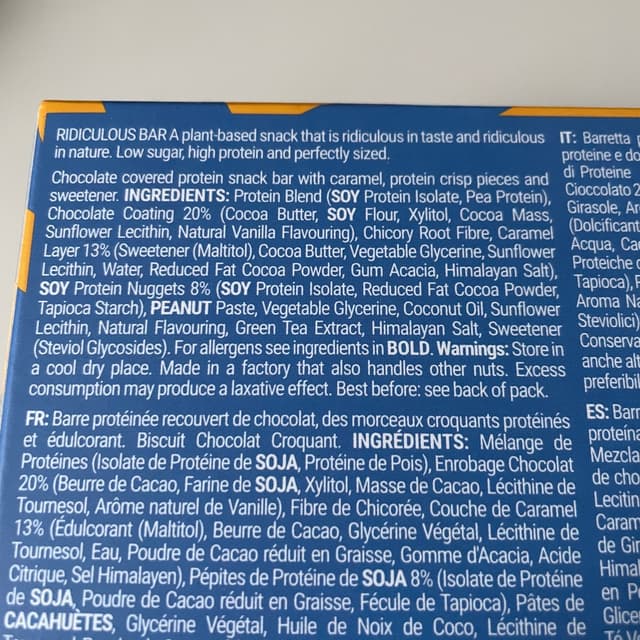 RIDICULOUS BAR A plant-based snack that is ridiculous in taste and ridiculous
in nature. Low sugar, high protein and perfectly sized.
Chocolate covered protein snack bar with caramel, protein crisp pieces and
sweetener. INGREDIENTS: Protein Blend (SOY Protein Isolate, Pea Protein),
Chocolate Coating 20% (Cocoa Butter, SOY Flour, Xylitol, Cocoa Mass,
Sunflower Lecithin, Natural Vanilla Flavouring), Chicory Root Fibre, Caramel
Layer 13% (Sweetener (Maltitol), Cocoa Butter, Vegetable Glycerine, Sunflower
Lecithin, Water, Reduced Fat Cocoa Powder, Gum Acacia, Himalayan Salt),
SOY Protein Nuggets 8% (SOY Protein Isolate, Reduced Fat Cocoa Powder,
Tapioca Starch), PEANUT Paste, Vegetable Glycerine, Coconut Oil, Sunflower
Lecithin, Natural Flavouring, Green Tea Extract, Himalayan Salt, Sweetener
(Steviol Glycosides). For allergens see ingredients in BOLD. Warnings: Store in
a cool dry place. Made in a factory that also handles other nuts. Excess
consumption may produce a laxative effect. Best before: see back of pack.
FR: Barre protéinée recouvert de chocolat, des morceaux croquants protéinés
et édulcorant. Biscuit Chocolat Croquant. INGRÉDIENTS: Mélange de
Protéines (Isolate de Protéine de SOJA, Protéine de Pois), Enrobage Chocolat
20% (Beurre de Cacao, Farine de SOJA, Xylitol, Masse de Cacao, Lécithine de
Tournesol, Arôme naturel de Vanille), Fibre de Chicorée, Couche de Caramel
13% (Édulcorant (Maltitol), Beurre de Cacao, Glycérine Végétal, Lécithine de
Tournesol, Eau, Poudre de Cacao réduit en Graisse, Gomme d'Acacia, Acide
Citrique, Sel Himalayen), Pépites de Protéine de SOJA 8% (Isolate de Protéine
de SOJA, Poudre de Cacao réduit en Graisse, Fécule de Tapioca), Pâtes de
CACAHUÈTES, Glycérine Végétal, Huile de Noix de Coco, Lécithine de
IT: Barretta
proteine e do
di Proteine
Cioccolato 2
Girasole, Ar
(Dolcificant
Acqua, Ca
Proteiche
Tapioca),
Aroma Na
Steviolici)
Conserva
anche alt
preferibil
ES: Barr
proteína
Mezcla
de cho
Lecitin
Caram
de Gir
Himal
en Po
Glica